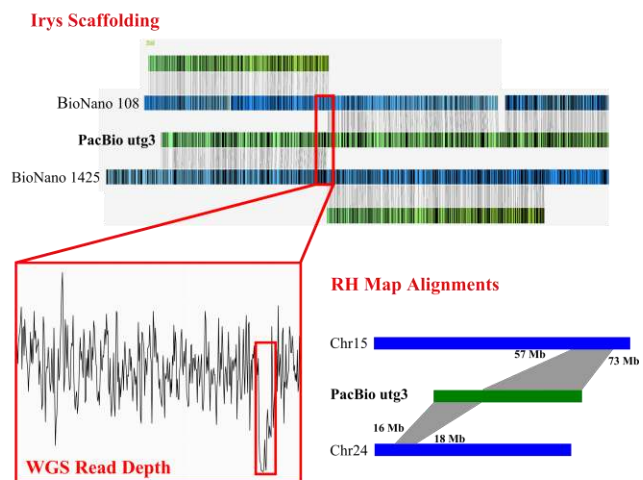 Irys Scaffolding
BioNano 108
PacBio utg3
BioNano 1425
WGS Read Depth
RH Map Alignments
Chr15
57 Mb
73 Mb
PacBio utg3
16 Mb
18 Mb
Chr24